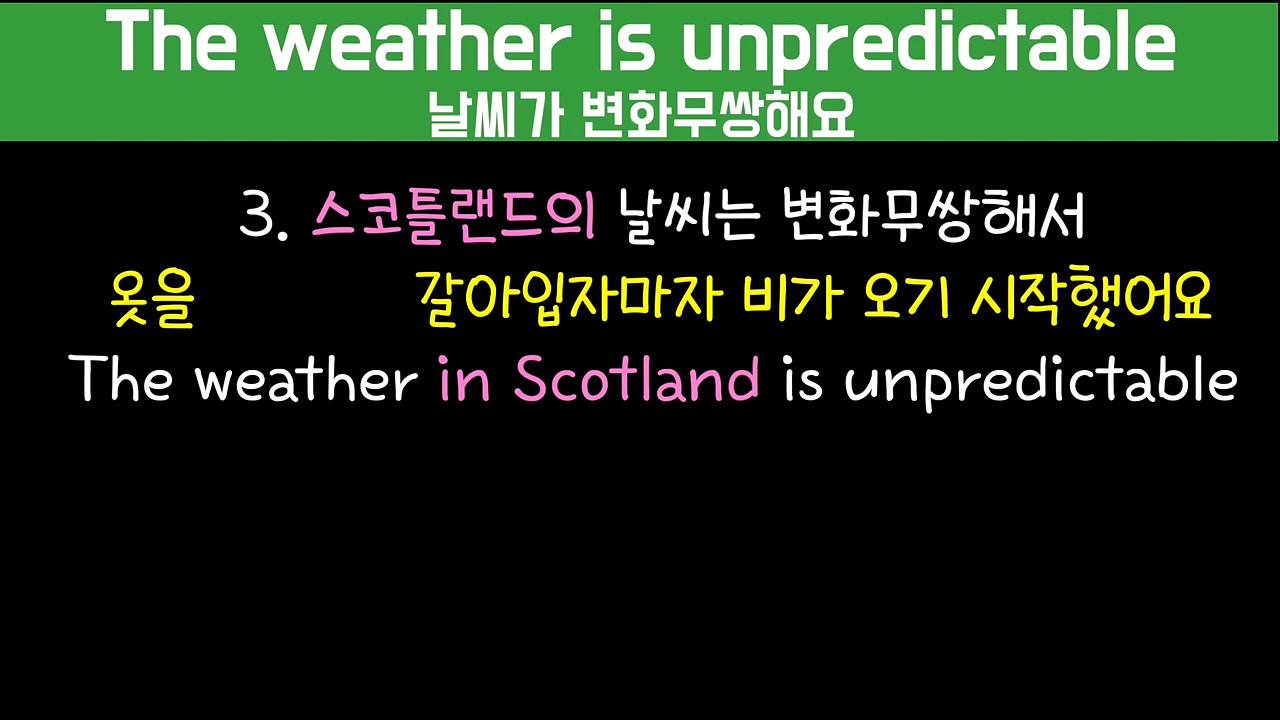 The weather is unpredictable
날씨가 변화무쌍해요
3. 스코틀랜드의 날씨는 변화무쌍해서
옷을 갈아입자마자 비가 오기 시작했어요
The weather in Scotland is unpredictable